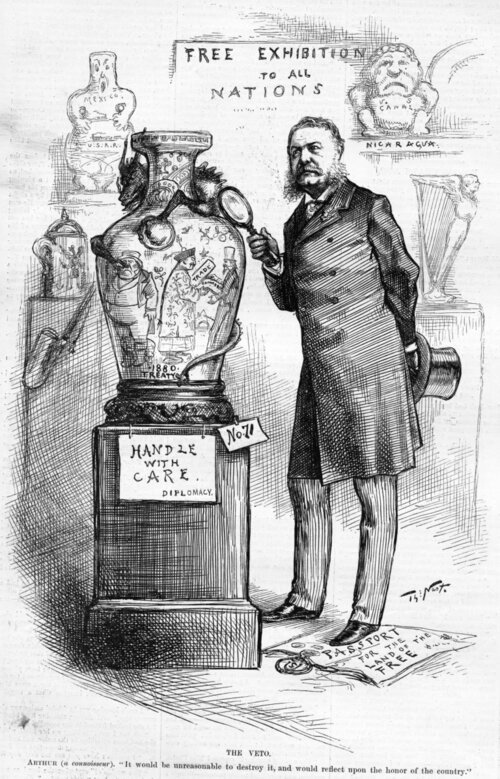 FREE EXHIBITION
TO ALL
NATIONS
MEXICO.
U.S.R.R.
U.S.
CANAL
NICARAGUA.
TRADE
1880.
TREATY
No. 11
HANDLE
WITH
CARE.
DIPLOMACY.
Th: Nast.
PASSPORT
FOR THE
LAND OF THE
FREE
THE VETO.
ARTHUR (a connoisseur). "It would be unreasonable to destroy it, and would reflect upon the honor of the country."